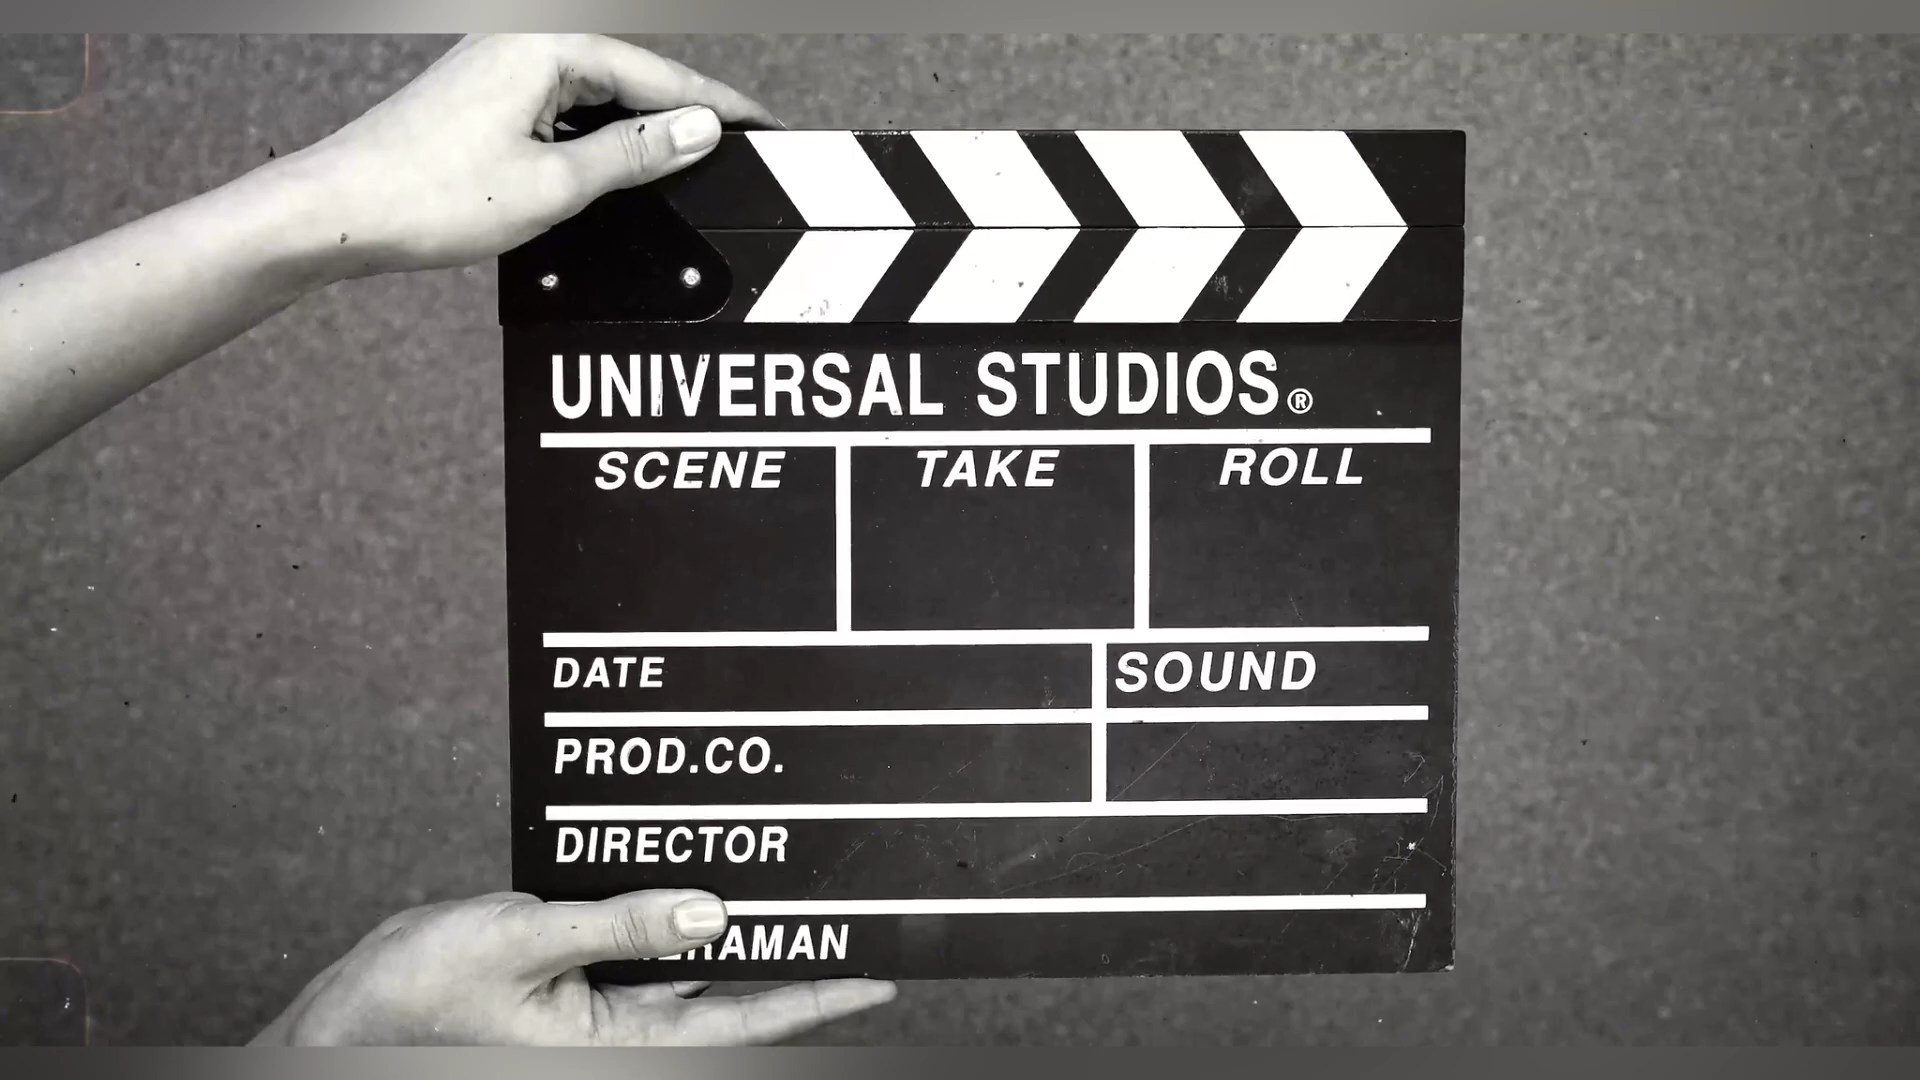 UNIVERSAL STUDIOS®
SCENE TAKE ROLL
DATE SOUND
PROD.CO.
DIRECTOR